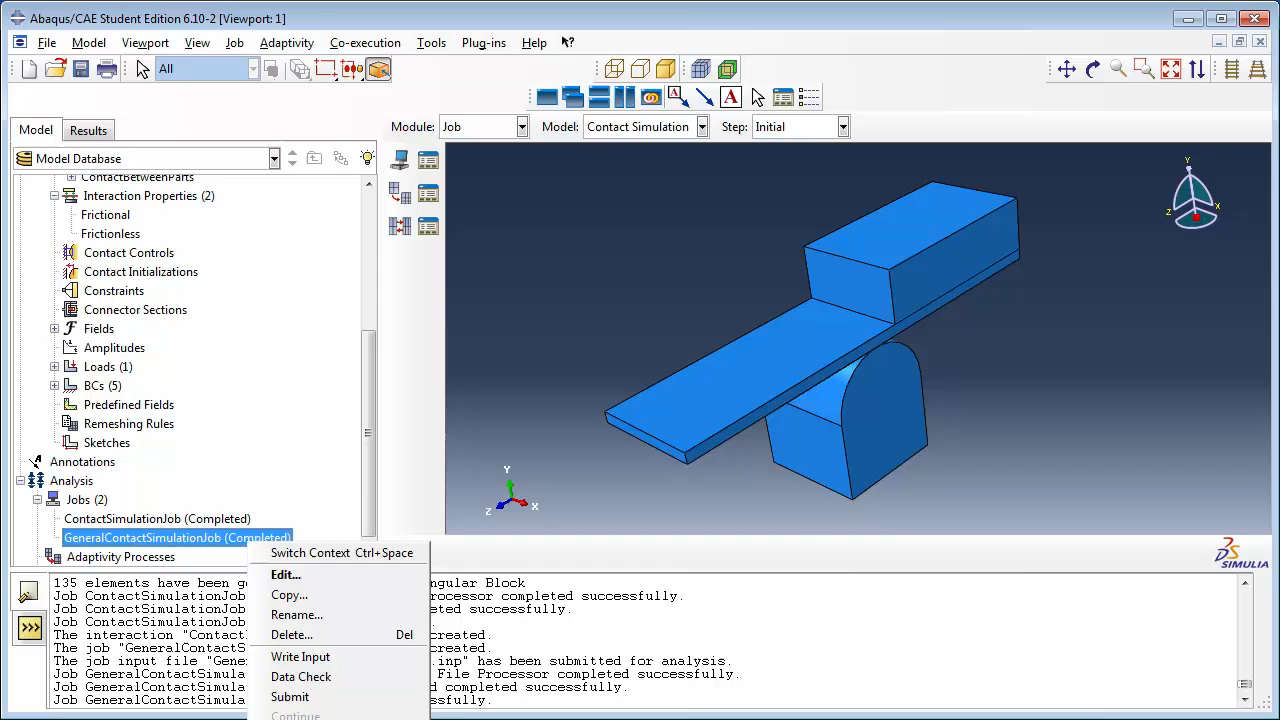 Abaqus/CAE Student Edition 6.10-2 [Viewport: 1]
File Model Viewport View Job Adaptivity Co-execution Tools Plug-ins Help
All
Model Results
Module: Job Model: Contact Simulation Step: Initial
Model Database
ContactBetweenParts
Interaction Properties (2)
Frictional
Frictionless
Contact Controls
Contact Initializations
Constraints
Connector Sections
Fields
Amplitudes
Loads (1)
BCs (5)
Predefined Fields
Remeshing Rules
Sketches
Annotations
Analysis
Jobs (2)
ContactSimulationJob (Completed)
GeneralContactSimulationJob (Completed)
Adaptivity Processes
Switch Context Ctrl+Space
Edit...
Copy...
Rename...
Delete... Del
Write Input
Data Check
Submit
Continue
Y
Z
X
Y
Z
X
SIMULIA
135 elements have been ge
ngular Block
Job ContactSimulationJob
ocessor completed successfully.
Job ContactSimulationJob
eted successfully.
Job ContactSimulationJob
The interaction "Contac
created.
The job "GeneralContactS
created.
The job input file "Gene
.inp" has been submitted for analysis.
Job GeneralContactSimula
File Processor completed successfully.
Job GeneralContactSimula
d completed successfully.
Job GeneralContactSimula
ssfully.